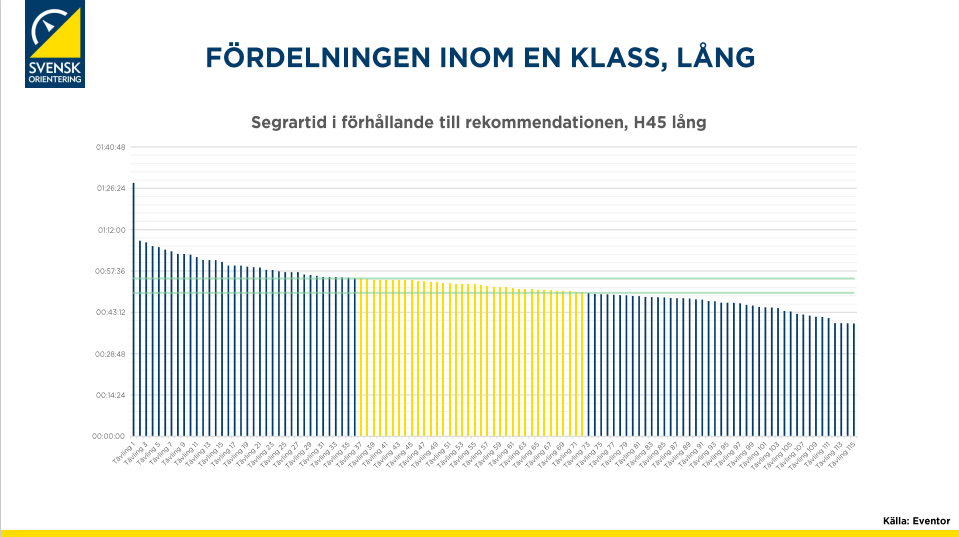 SVENSK
ORIENTERING
FÖRDELNINGEN INOM EN KLASS, LÅNG
Segrartid i förhållande till rekommendationen, H45 lång
01:40:48
01:26:24
01:12:00
00:57:36
00:43:12
00:28:48
00:14:24
00:00:00
Tävling 1
Tävling 3
Tävling 5
Tävling 7
Tävling 9
Tävling 11
Tävling 13
Tävling 15
Tävling 17
Tävling 19
Tävling 21
Tävling 23
Tävling 25
Tävling 27
Tävling 29
Tävling 31
Tävling 33
Tävling 35
Tävling 37
Tävling 39
Tävling 41
Tävling 43
Tävling 45
Tävling 47
Tävling 49
Tävling 51
Tävling 53
Tävling 55
Tävling 57
Tävling 59
Tävling 61
Tävling 63
Tävling 65
Tävling 67
Tävling 69
Tävling 71
Tävling 73
Tävling 75
Tävling 77
Tävling 79
Tävling 81
Tävling 83
Tävling 85
Tävling 87
Tävling 89
Tävling 91
Tävling 93
Tävling 95
Tävling 97
Tävling 99
Tävling 101
Tävling 103
Tävling 105
Tävling 107
Tävling 109
Tävling 111
Tävling 113
Tävling 115
Källa: Eventor